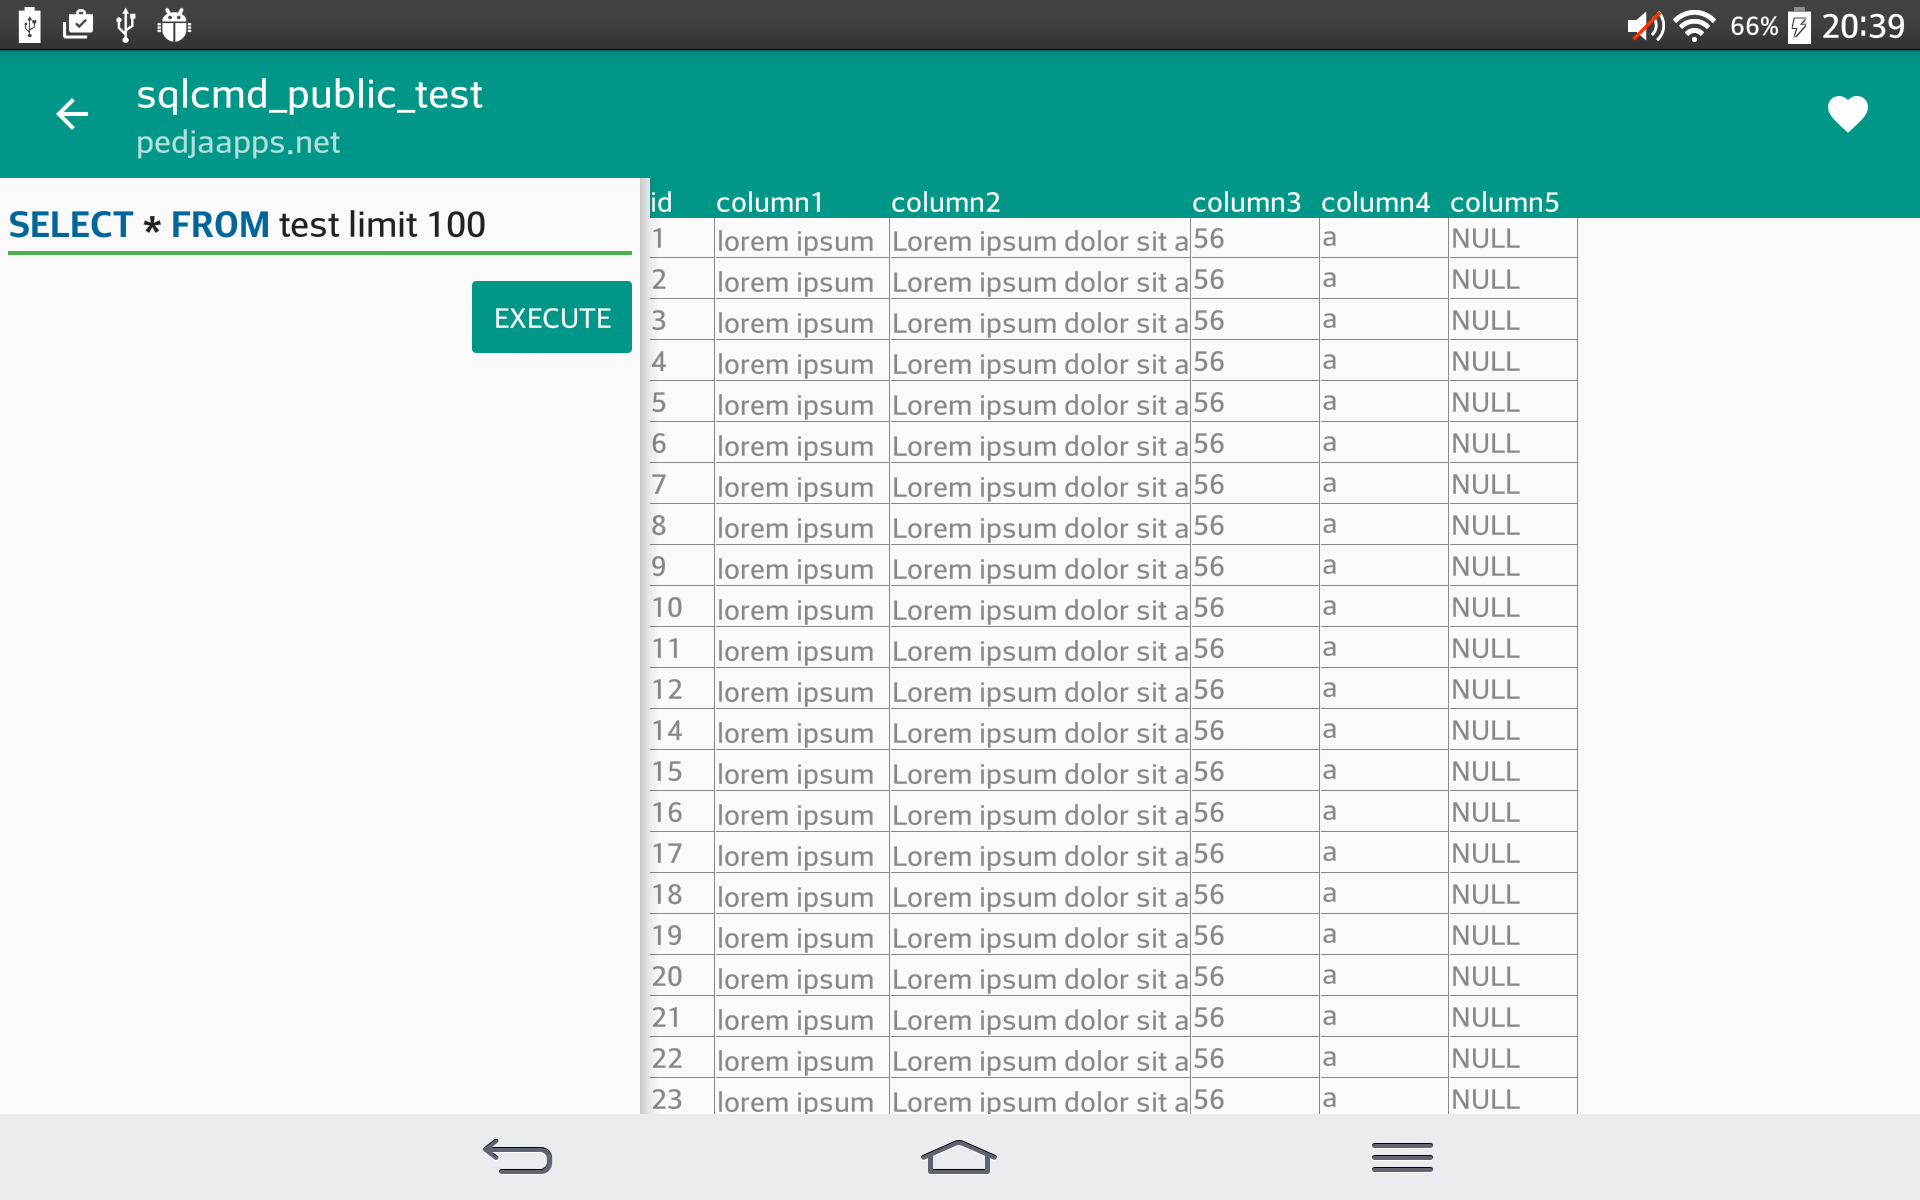 66% 20:39
sqlcmd_public_test
pedjaapps.net
SELECT * FROM test limit 100
EXECUTE
id column1 column2 column3 column4 column5
1 lorem ipsum Lorem ipsum dolor sit a 56 a NULL
2 lorem ipsum Lorem ipsum dolor sit a 56 a NULL
3 lorem ipsum Lorem ipsum dolor sit a 56 a NULL
4 lorem ipsum Lorem ipsum dolor sit a 56 a NULL
5 lorem ipsum Lorem ipsum dolor sit a 56 a NULL
6 lorem ipsum Lorem ipsum dolor sit a 56 a NULL
7 lorem ipsum Lorem ipsum dolor sit a 56 a NULL
8 lorem ipsum Lorem ipsum dolor sit a 56 a NULL
9 lorem ipsum Lorem ipsum dolor sit a 56 a NULL
10 lorem ipsum Lorem ipsum dolor sit a 56 a NULL
11 lorem ipsum Lorem ipsum dolor sit a 56 a NULL
12 lorem ipsum Lorem ipsum dolor sit a 56 a NULL
14 lorem ipsum Lorem ipsum dolor sit a 56 a NULL
15 lorem ipsum Lorem ipsum dolor sit a 56 a NULL
16 lorem ipsum Lorem ipsum dolor sit a 56 a NULL
17 lorem ipsum Lorem ipsum dolor sit a 56 a NULL
18 lorem ipsum Lorem ipsum dolor sit a 56 a NULL
19 lorem ipsum Lorem ipsum dolor sit a 56 a NULL
20 lorem ipsum Lorem ipsum dolor sit a 56 a NULL
21 lorem ipsum Lorem ipsum dolor sit a 56 a NULL
22 lorem ipsum Lorem ipsum dolor sit a 56 a NULL
23 lorem ipsum Lorem ipsum dolor sit a 56 a NULL